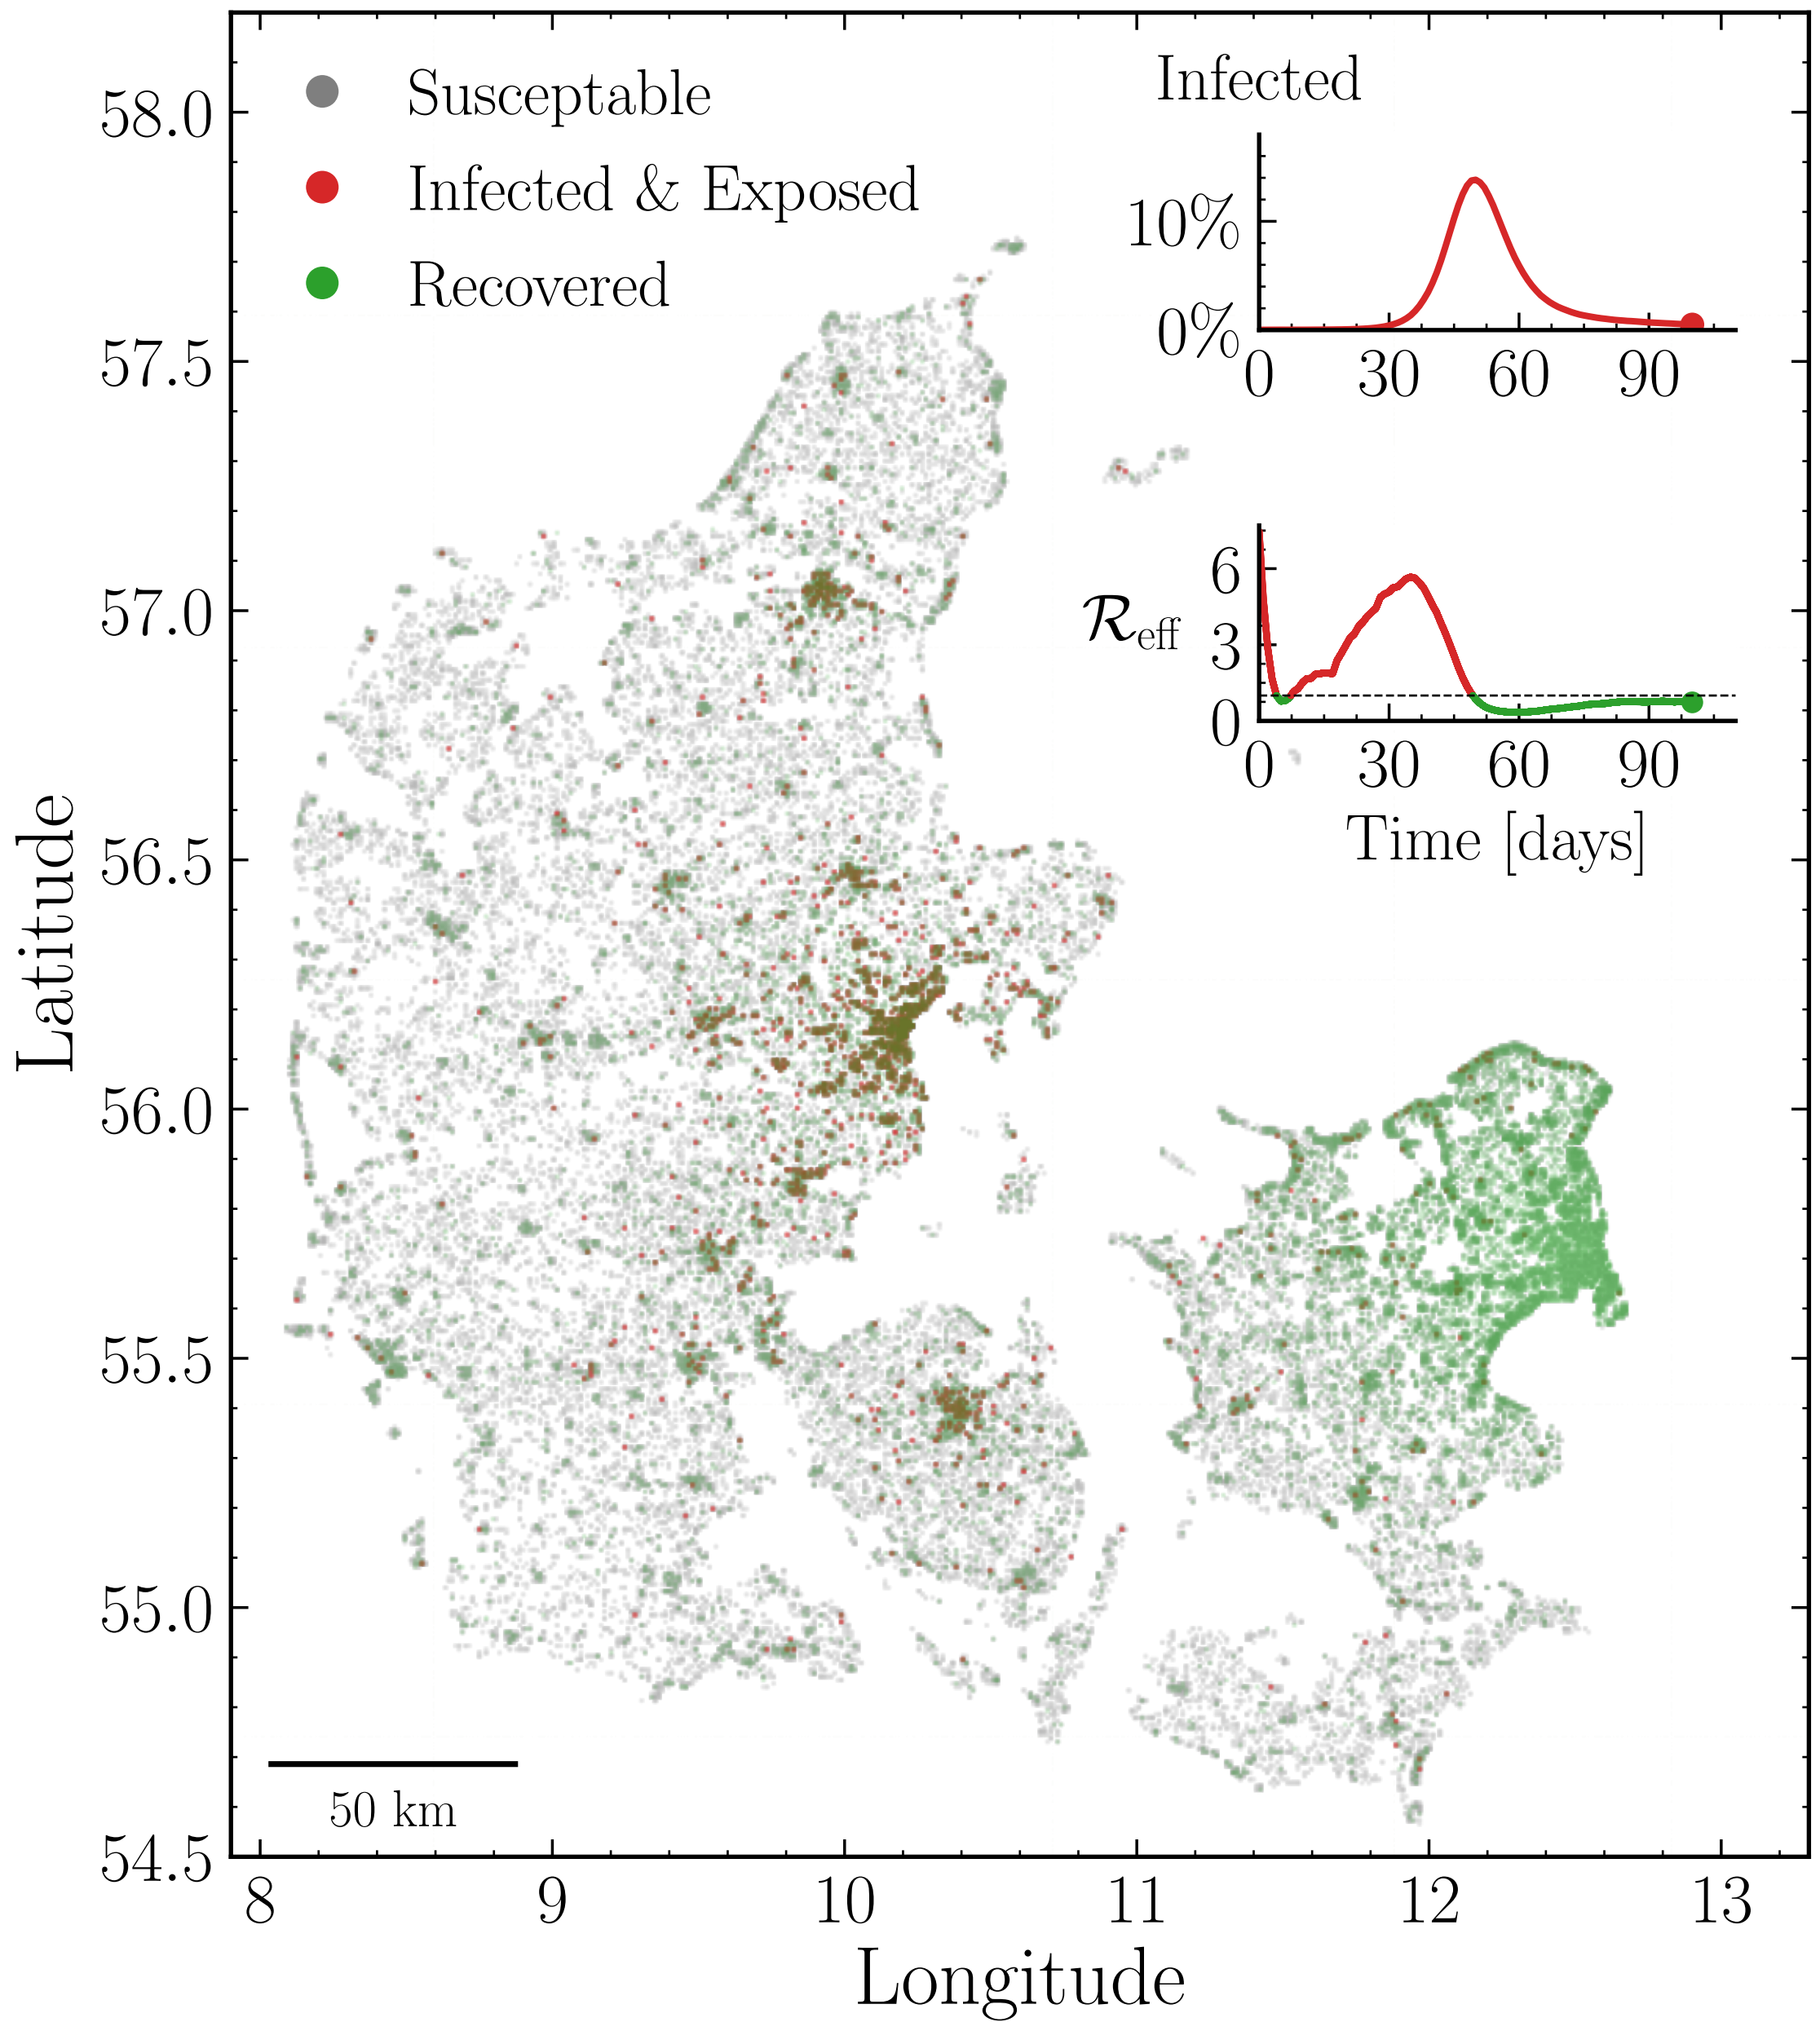 Susceptable
Infected & Exposed
Recovered
Infected
10%
0%
0 30 60 90
6
ℛeff 3
0
0 30 60 90
Time [days]
58.0
57.5
57.0
56.5
56.0
55.5
55.0
54.5
Latitude
50 km
8 9 10 11 12 13
Longitude